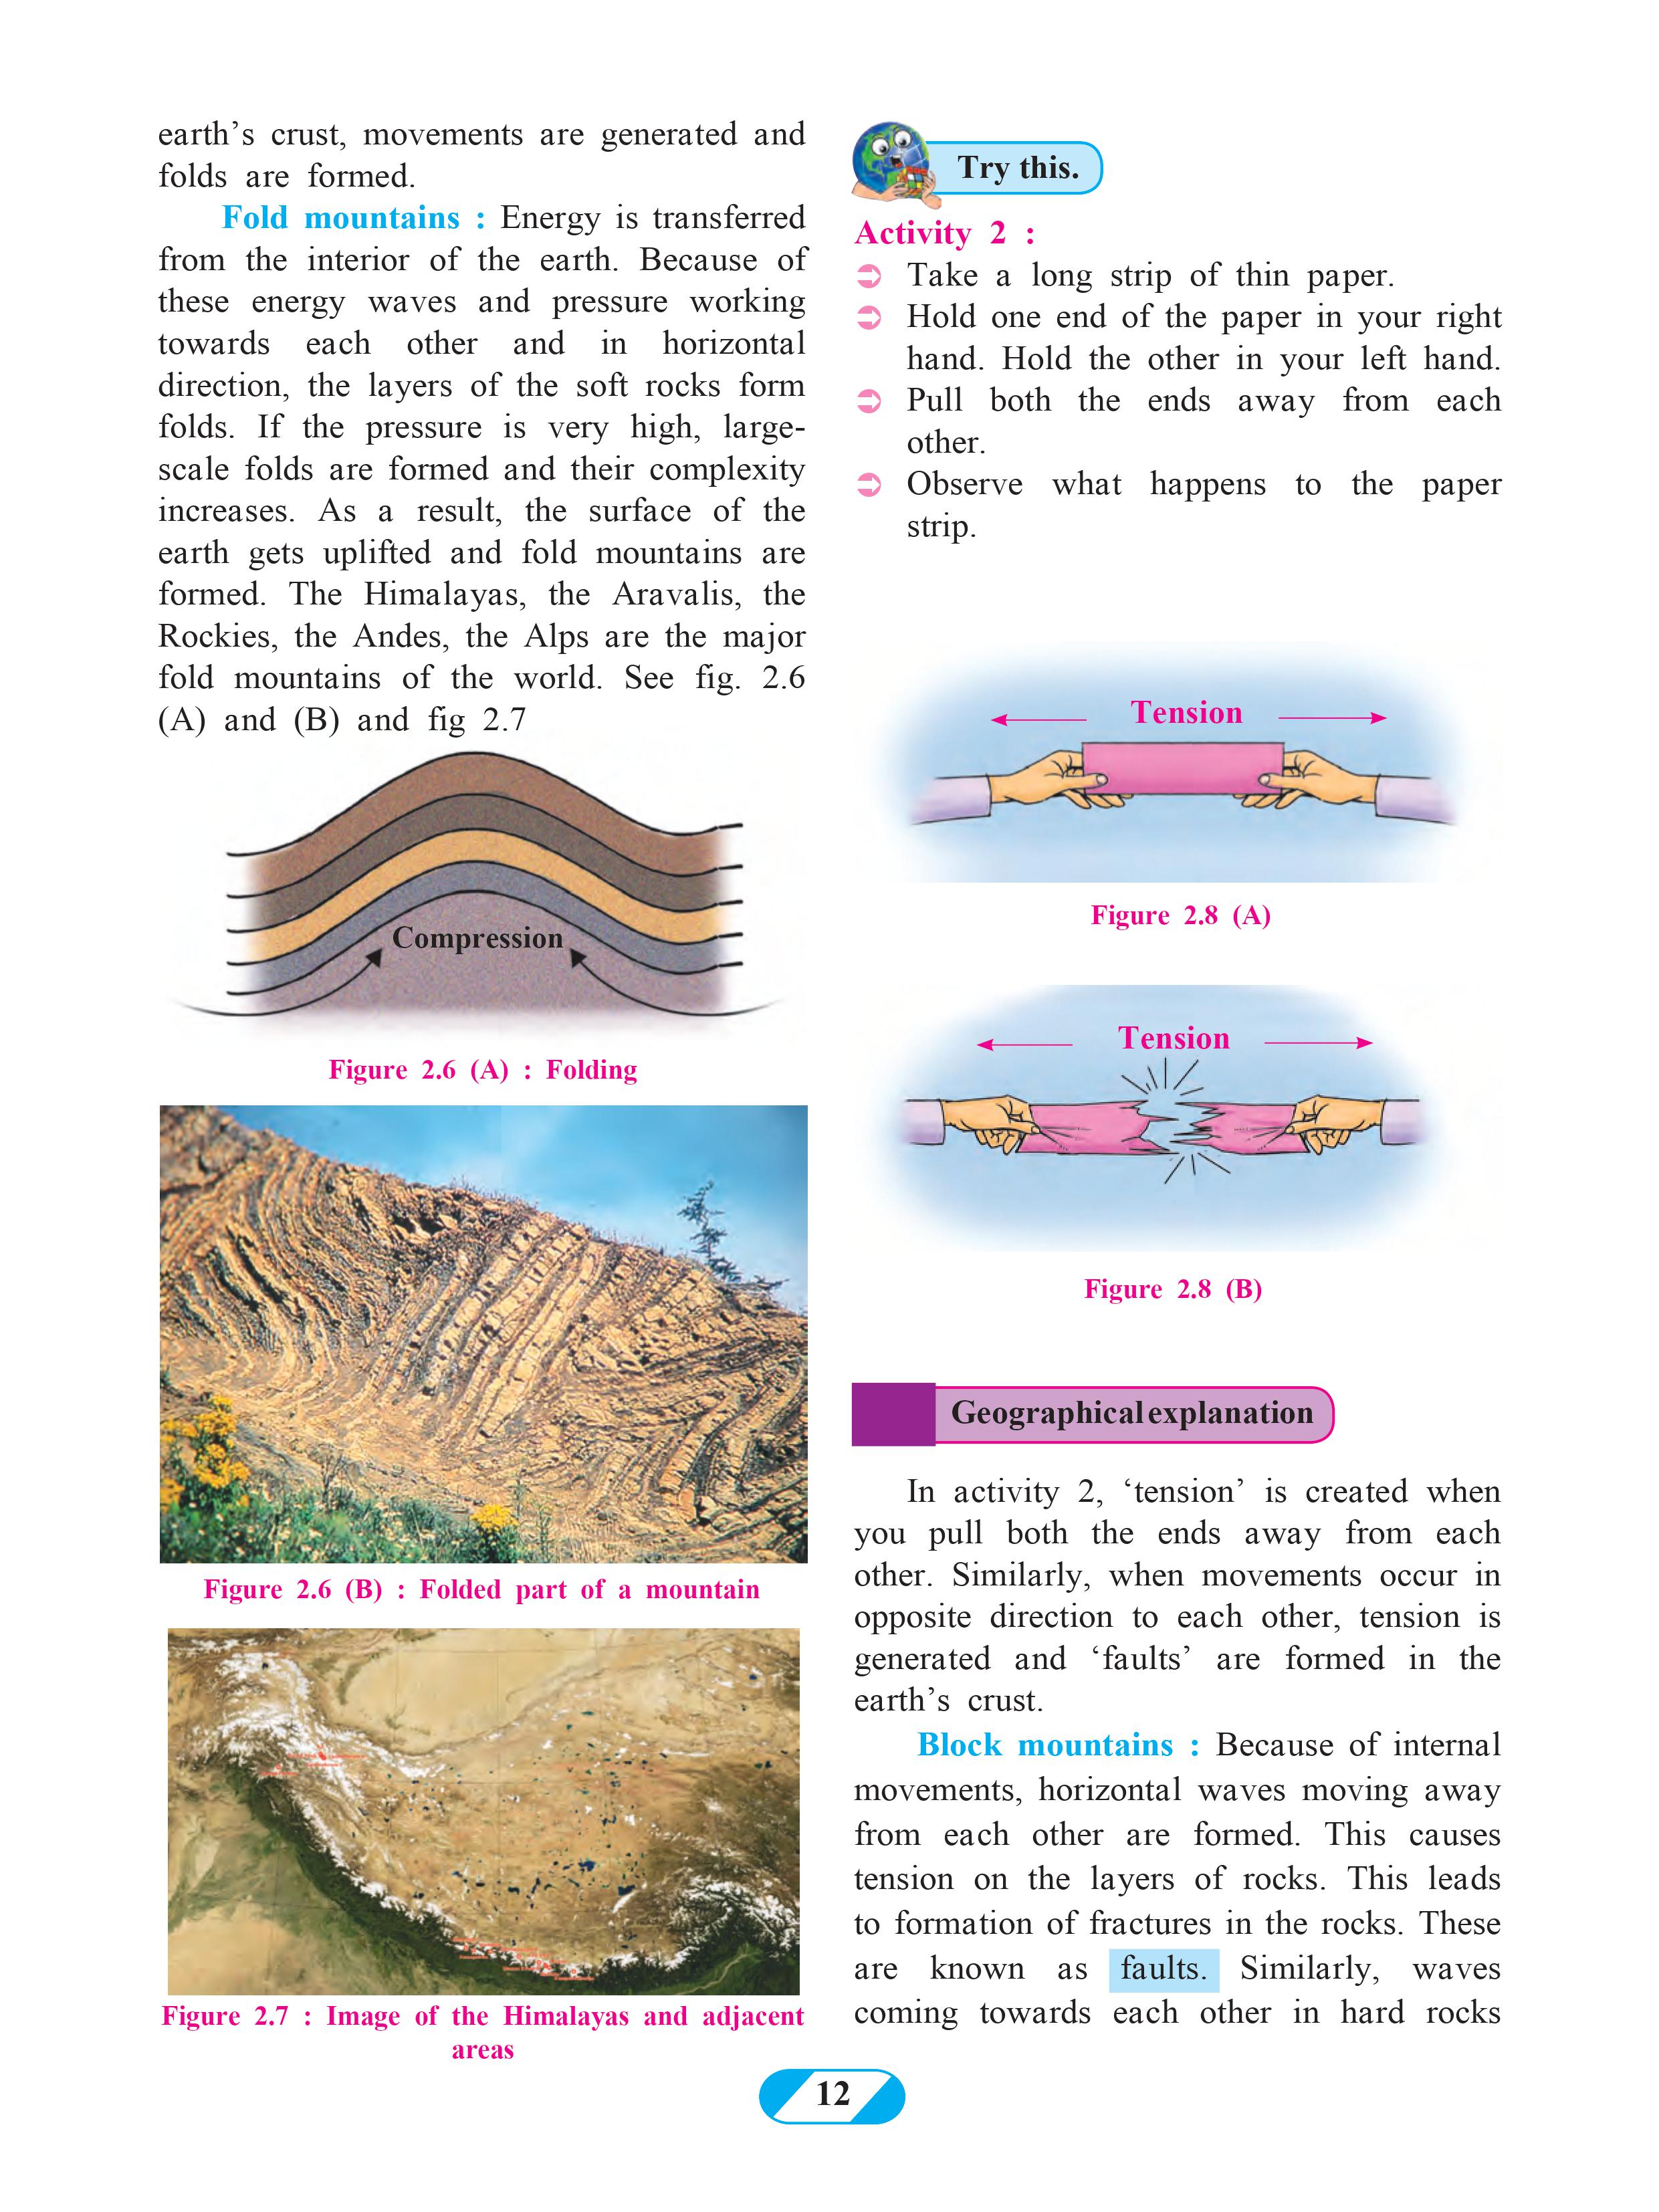 earth's crust, movements are generated and
folds are formed.
Fold mountains : Energy is transferred
from the interior of the earth. Because of
these energy waves and pressure working
towards each other and in horizontal
direction, the layers of the soft rocks form
folds. If the pressure is very high, large-
scale folds are formed and their complexity
increases. As a result, the surface of the
earth gets uplifted and fold mountains are
formed. The Himalayas, the Aravalis, the
Rockies, the Andes, the Alps are the major
fold mountains of the world. See fig. 2.6
(A) and (B) and fig 2.7
Compression
Figure 2.6 (A) : Folding
Figure 2.6 (B) : Folded part of a mountain
Figure 2.7 : Image of the Himalayas and adjacent
areas
Try this.
Activity 2 :
Take a long strip of thin paper.
Hold one end of the paper in your right
hand. Hold the other in your left hand.
Pull both the ends away from each
other.
Observe what happens to the paper
strip.
Tension
Figure 2.8 (A)
Tension
Figure 2.8 (B)
Geographical explanation
In activity 2, 'tension' is created when
you pull both the ends away from each
other. Similarly, when movements occur in
opposite direction to each other, tension is
generated and 'faults' are formed in the
earth's crust.
Block mountains : Because of internal
movements, horizontal waves moving away
from each other are formed. This causes
tension on the layers of rocks. This leads
to formation of fractures in the rocks. These
are known as faults. Similarly, waves
coming towards each other in hard rocks
12